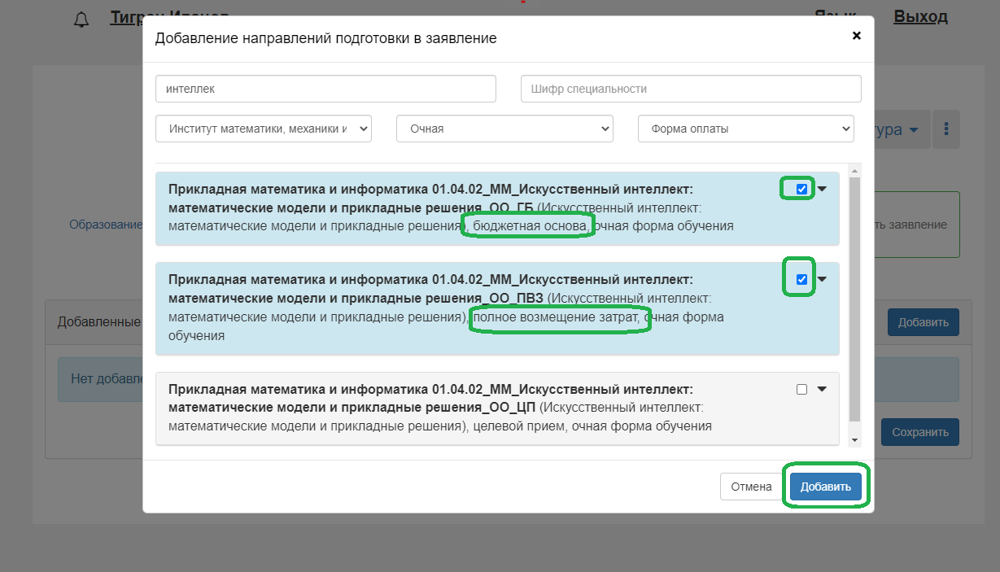 Язык
Выход
Добавление направлений подготовки в заявление
×
интеллек
Шифр специальности
Институт математики, механики и
Очная
Форма оплаты
Прикладная математика и информатика 01.04.02_ММ_Искусственный интеллект:
математические модели и прикладные решения_ОО_ГБ (Искусственный интеллект:
математические модели и прикладные решения), бюджетная основа, очная форма обучения
Прикладная математика и информатика 01.04.02_ММ_Искусственный интеллект:
математические модели и прикладные решения_ОО_ПВЗ (Искусственный интеллект:
математические модели и прикладные решения), полное возмещение затрат, очная форма
обучения
Прикладная математика и информатика 01.04.02_ММ_Искусственный интеллект:
математические модели и прикладные решения_ОО_ЦП (Искусственный интеллект:
математические модели и прикладные решения), целевой прием, очная форма обучения
Отмена
Добавить
тура
Образование
ть заявление
Добавленные
Добавить
Нет добавле
Сохранить